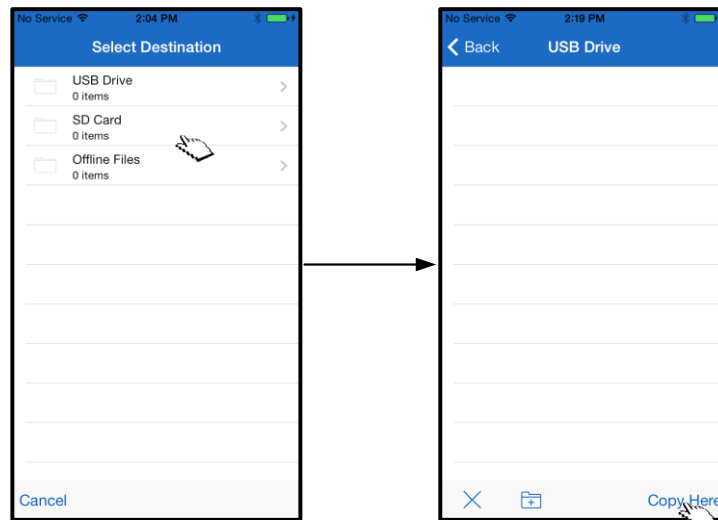 No Service 2:04 PM
Select Destination
USB Drive
0 items
SD Card
0 items
Offline Files
0 items
Cancel
No Service 2:19 PM
Back USB Drive
Copy Here